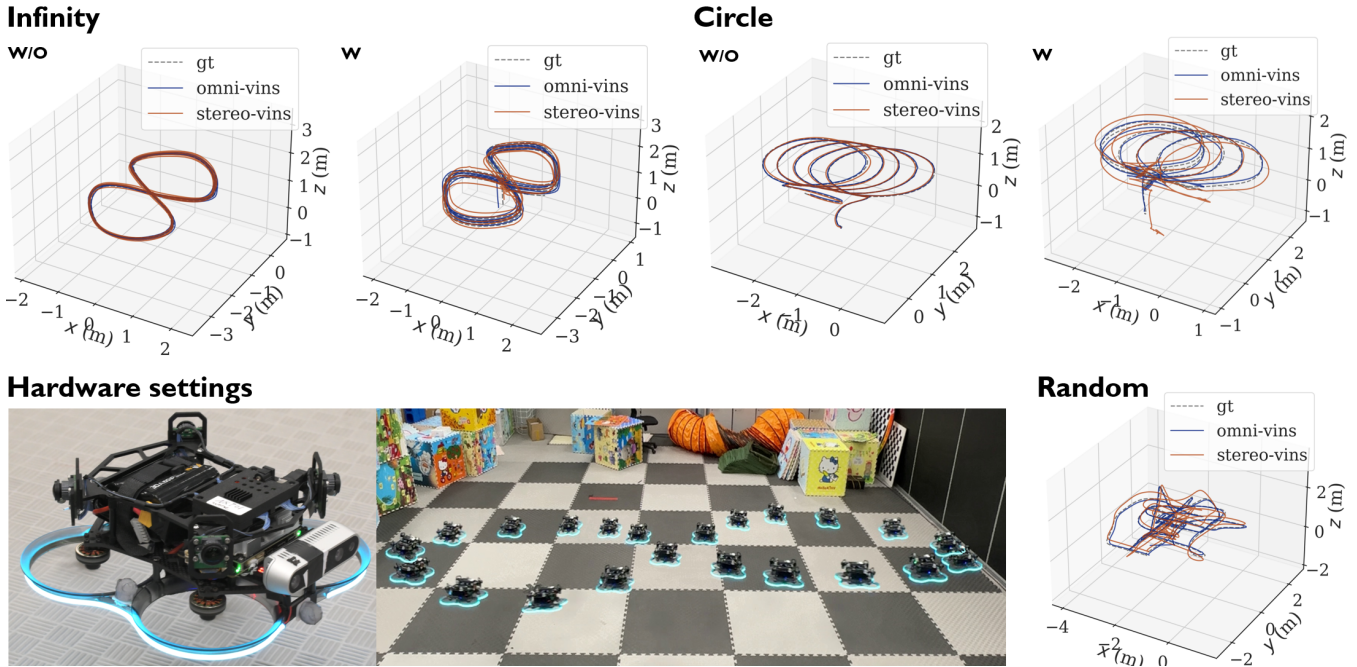 Infinity
Circle
W/O
gt
omni-vins
stereo-vins
3
2
1
0
−1
z (m)
−2
−1
0
1
2
x (m)
−3
−2
−1
0
y (m)
W
gt
omni-vins
stereo-vins
3
2
1
0
−1
z (m)
−2
−1
0
1
2
x (m)
−3
−2
−1
0
1
y (m)
W/O
gt
omni-vins
stereo-vins
2
1
0
−1
z (m)
−2
−1
0
x (m)
0
1
2
y (m)
W
gt
omni-vins
stereo-vins
2
1
0
−1
z (m)
−2
−1
0
1
x (m)
−1
0
1
2
y (m)
Hardware settings
Random
gt
omni-vins
stereo-vins
2
0
−2
z (m)
−4
−2
0
x (m)
−2
0
2
y (m)